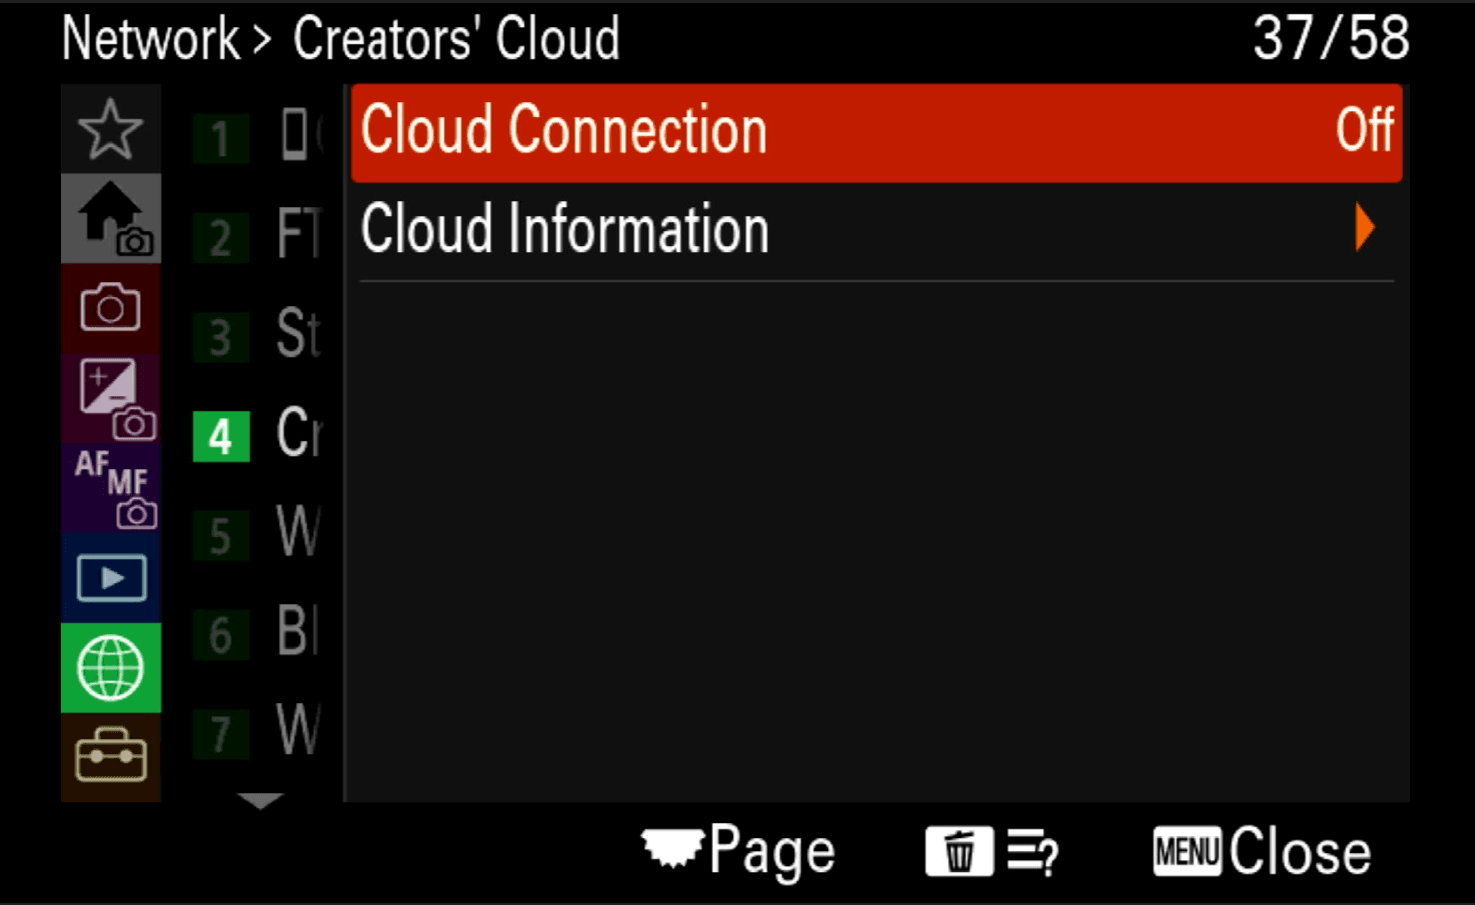 Network > Creators' Cloud 37/58
1
Cloud Connection Off
2 FT
Cloud Information
3 St
4 Cr
AF MF
5 W
6 Bl
7 W
Page ? MENU Close